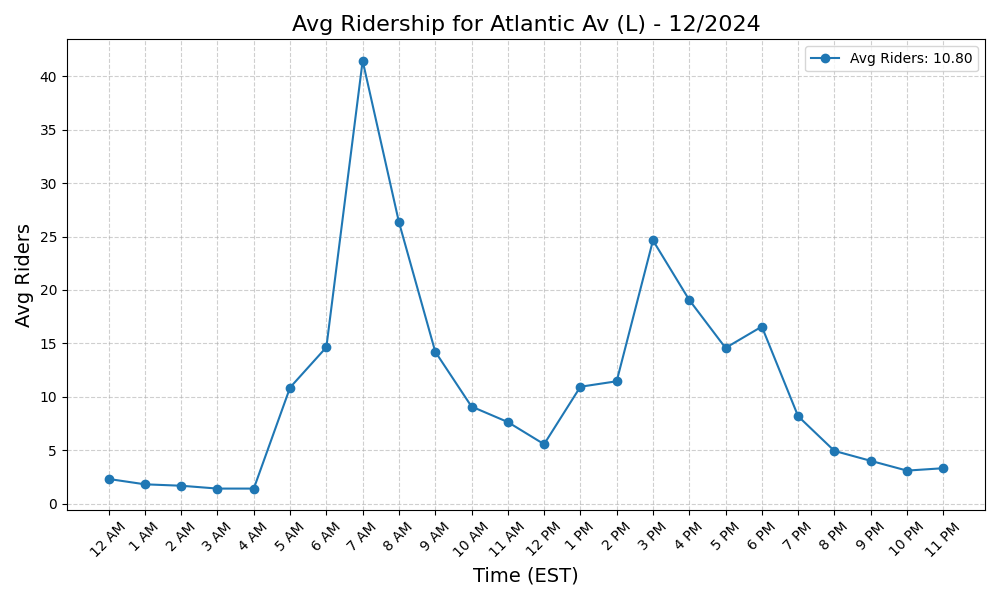 Avg Ridership for Atlantic Av (L) - 12/2024
Avg Riders: 10.80
Avg Riders
40
35
30
25
20
15
10
5
0
12 AM
1 AM
2 AM
3 AM
4 AM
5 AM
6 AM
7 AM
8 AM
9 AM
10 AM
11 AM
12 PM
1 PM
2 PM
3 PM
4 PM
5 PM
6 PM
7 PM
8 PM
9 PM
10 PM
11 PM
Time (EST)